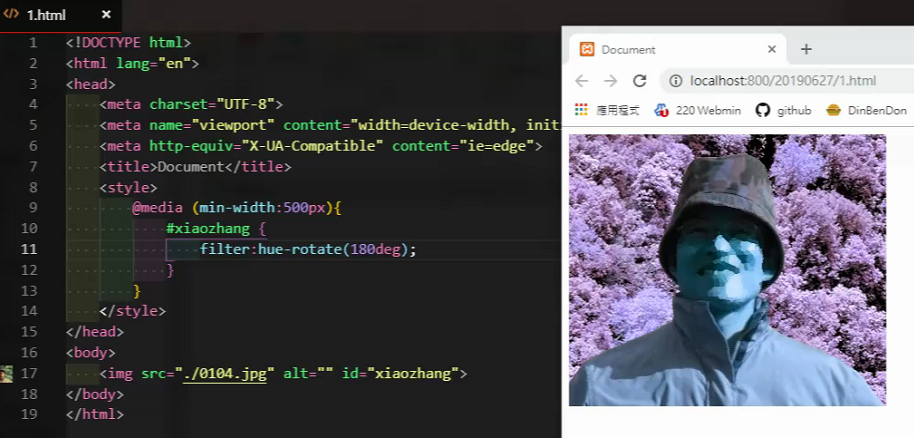 1.html ×
1 <!DOCTYPE html>
2 <html lang="en">
3 <head>
4 <meta charset="UTF-8">
5 <meta name="viewport" content="width=device-width, init
6 <meta http-equiv="X-UA-Compatible" content="ie=edge">
7 <title>Document</title>
8 <style>
9 @media (min-width:500px){
10 #xiaozhang {
11 filter:hue-rotate(180deg);
12 }
13 }
14 </style>
15 </head>
16 <body>
17 <img src="./0104.jpg" alt="" id="xiaozhang">
18 </body>
19 </html>
Document × +
localhost:800/20190627/1.html
應用程式 220 Webmin github DinBenDon